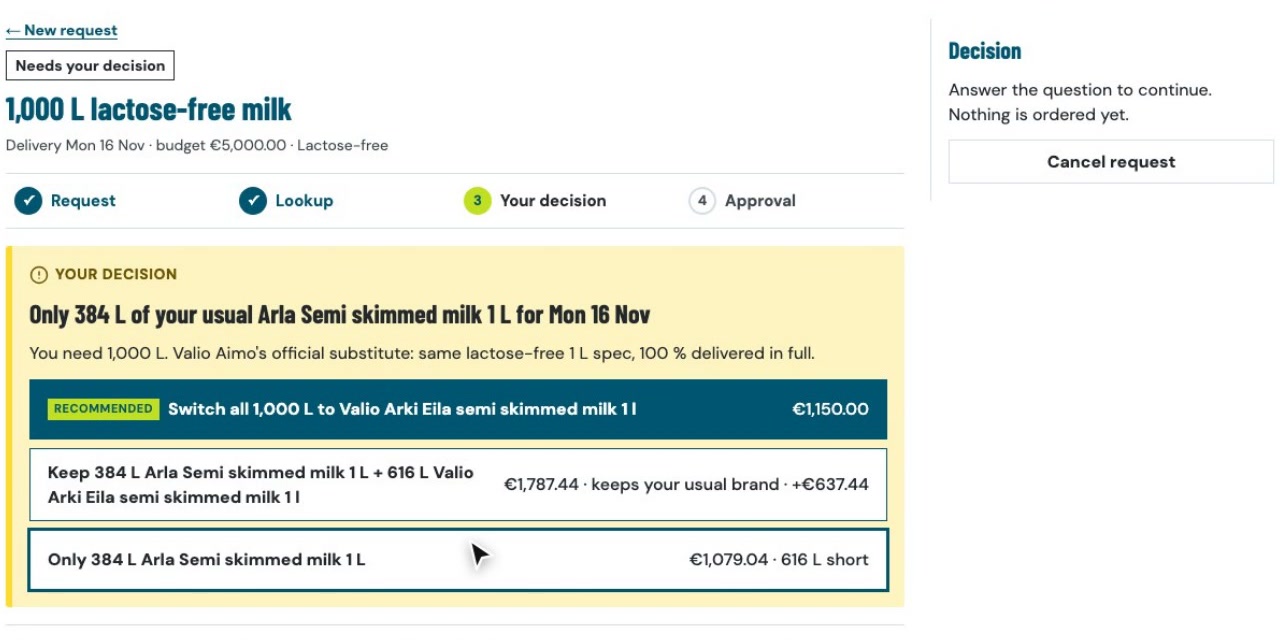 ← New request
Needs your decision
1,000 L lactose-free milk
Delivery Mon 16 Nov · budget €5,000.00 · Lactose-free
✓ Request
✓ Lookup
3 Your decision
4 Approval
YOUR DECISION
Only 384 L of your usual Arla Semi skimmed milk 1 L for Mon 16 Nov
You need 1,000 L. Valio Aimo's official substitute: same lactose-free 1 L spec, 100 % delivered in full.
RECOMMENDED Switch all 1,000 L to Valio Arki Eila semi skimmed milk 1 l €1,150.00
Keep 384 L Arla Semi skimmed milk 1 L + 616 L Valio
Arki Eila semi skimmed milk 1 l
€1,787.44 · keeps your usual brand · +€637.44
Only 384 L Arla Semi skimmed milk 1 L €1,079.04 · 616 L short
Decision
Answer the question to continue.
Nothing is ordered yet.
Cancel request